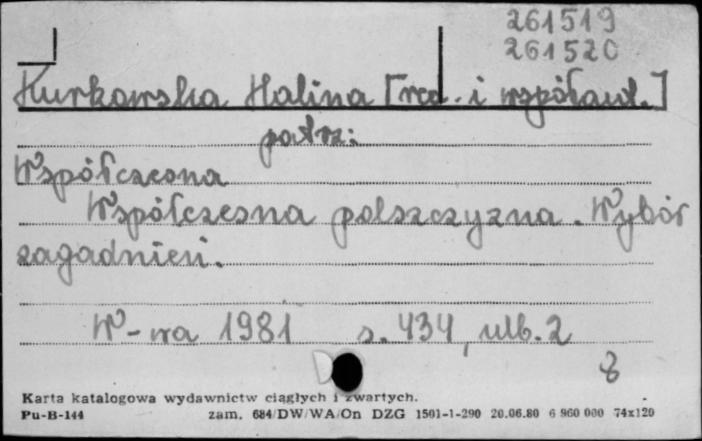 261519
261520
Kurkowska Halina [red. i współaut.]
patrz:
Współczesna
Współczesna polszczyzna. Wybór
zagadnień.
W-wa 1981 s. 434, ulb. 2
8
Karta katalogowa wydawnictw ciągłych i zwartych.
Pu-B-144 zam. 684/DW/WA/On DZG 1501-1-290 20.06.80 6 960 000 74x120